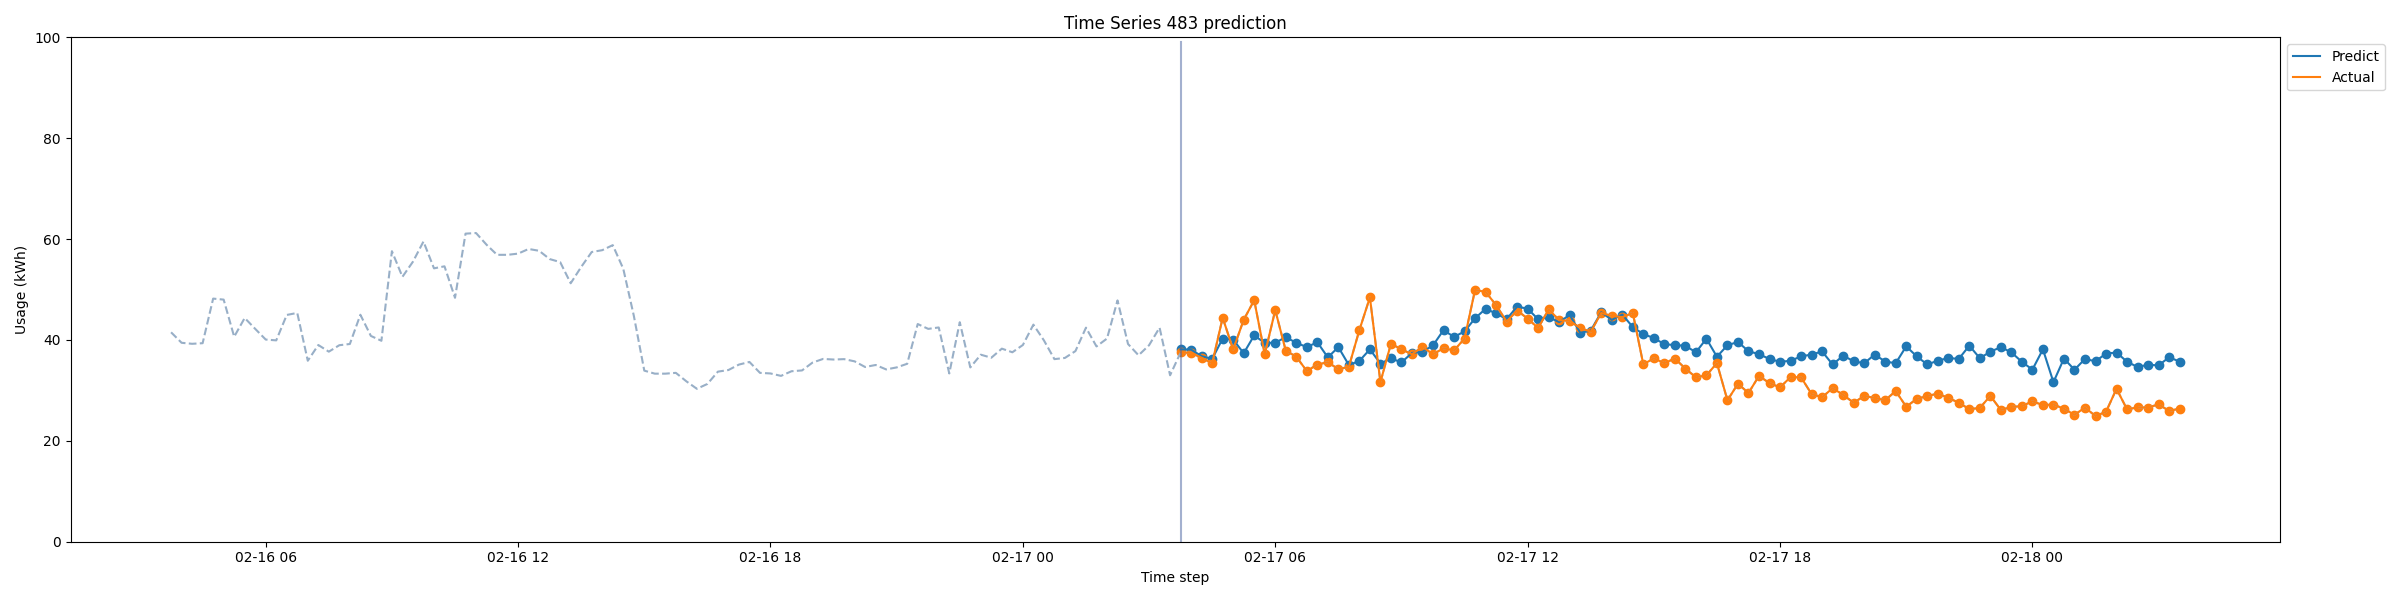 Time Series 483 prediction
100
80
60
40
20
0
Usage (kWh)
Predict
Actual
02-16 06
02-16 12
02-16 18
02-17 00
02-17 06
02-17 12
02-17 18
02-18 00
Time step